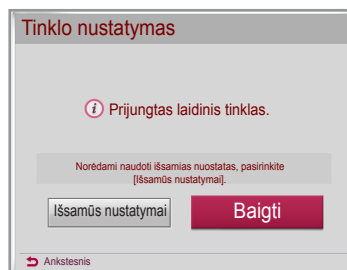 Tinklo nustatymas
Prijungtas laidinis tinklas.
Norėdami naudoti išsamias nuostatas, pasirinkite
[Išsamūs nustatymai].
Išsamūs nustatymai
Baigti
Ankstesnis